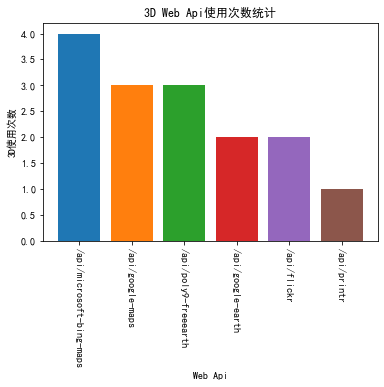 3D Web Api使用次数统计
3D使用次数
4.0
3.5
3.0
2.5
2.0
1.5
1.0
0.5
0.0
/api/microsoft-bing-maps
/api/google-maps
/api/poly9-freeearth
/api/google-earth
/api/flickr
/api/printr
Web Api